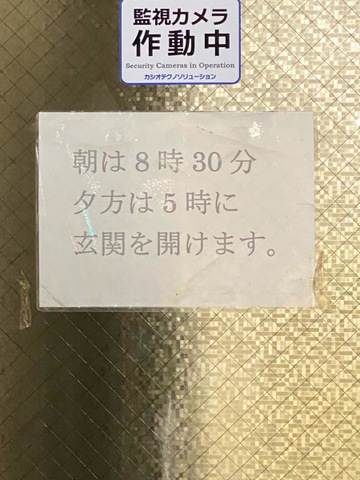 監視カメラ
作動中
Security Cameras in Operation
カシオテクノソリューション
朝は8時30分
夕方は5時に
玄関を開けます。